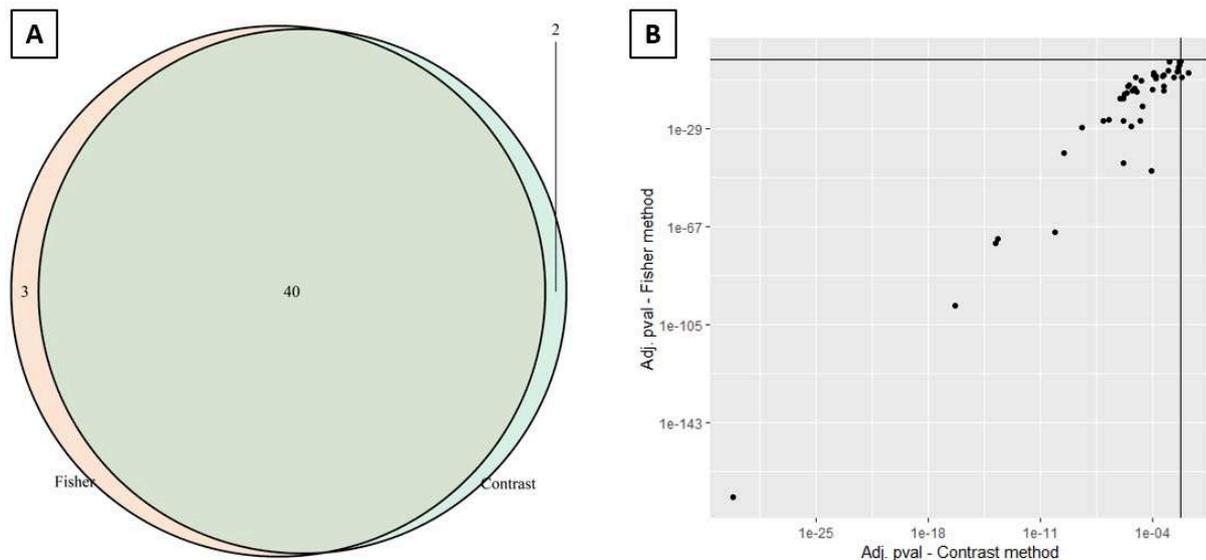 A
2
3
40
Fisher
Contrast
B
Adj. pval - Fisher method
1e-29
1e-67
1e-105
1e-143
1e-25
1e-18
1e-11
1e-04
Adj. pval - Contrast method